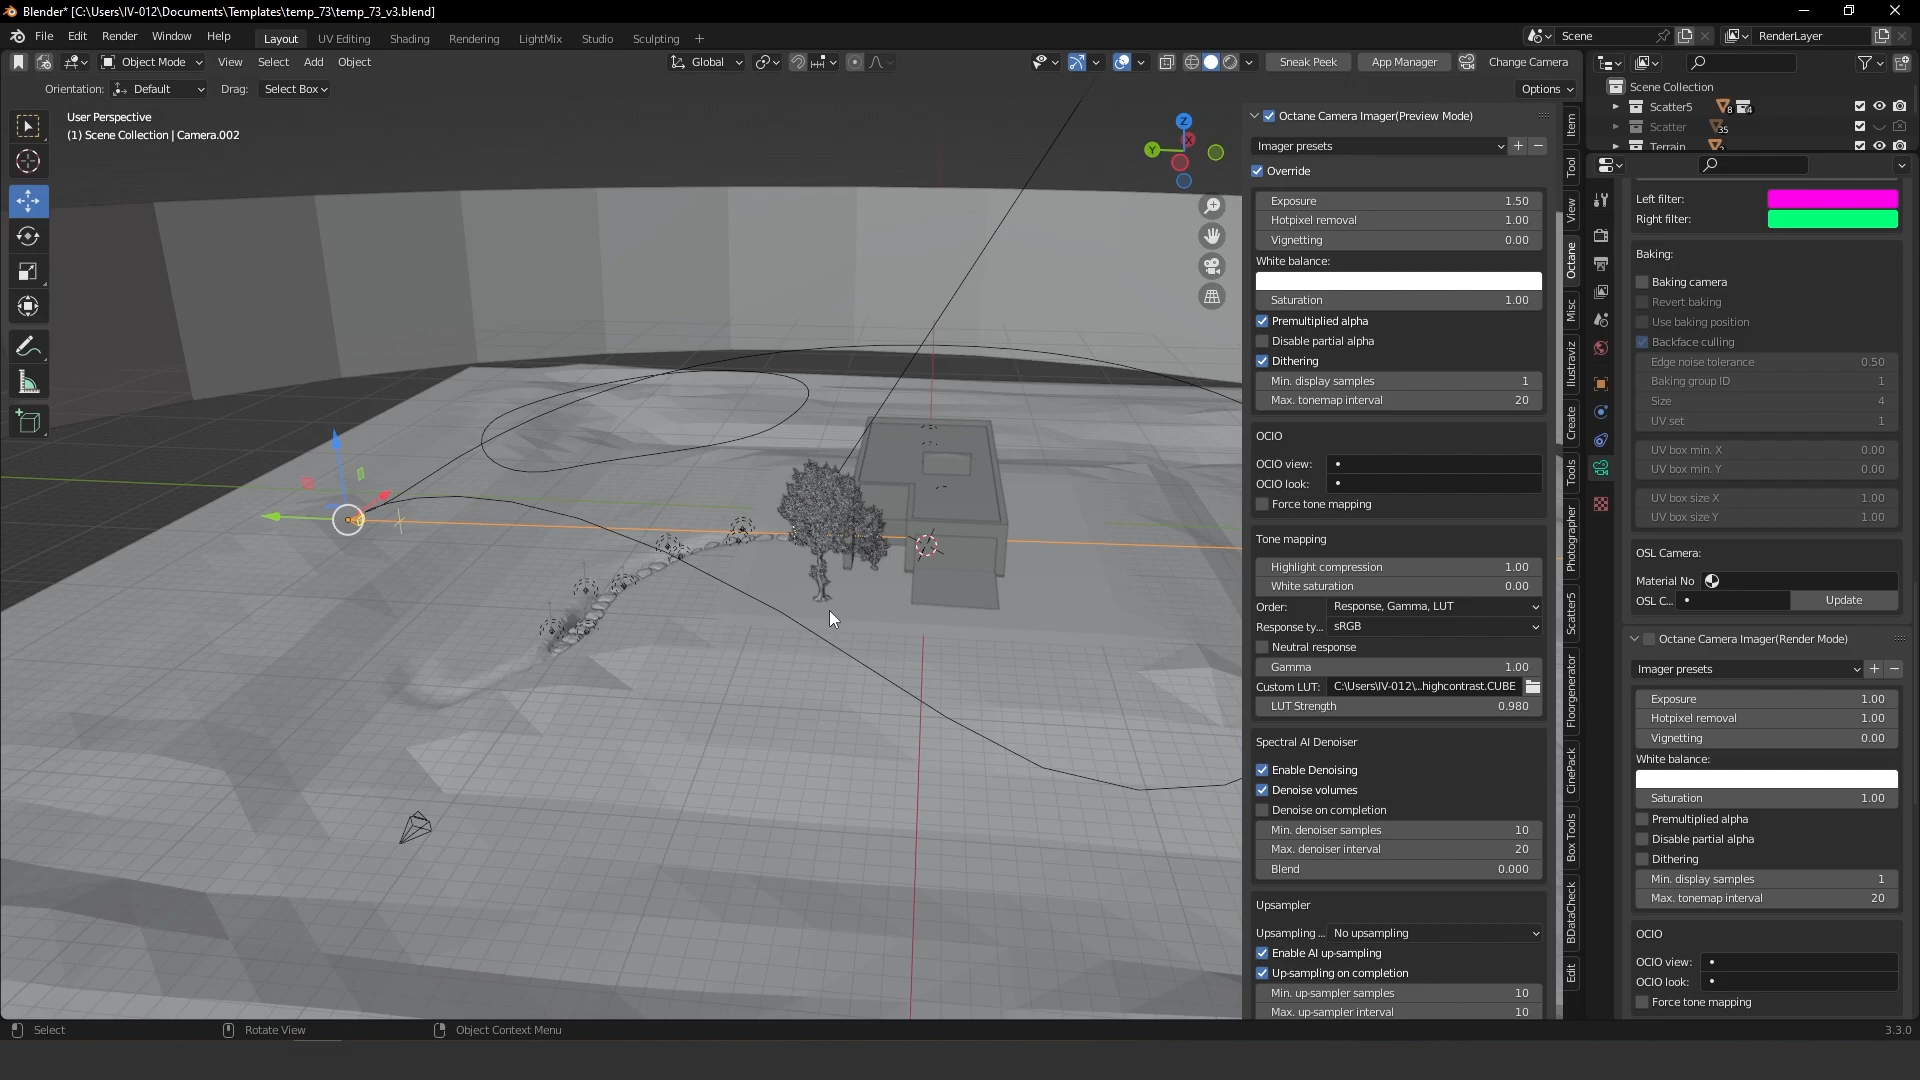 Blender* [C:\Users\IV-012\Documents\Templates\temp_73\temp_73_v3.blend]
File Edit Render Window Help
Layout UV Editing Shading Rendering LightMix Studio Sculpting +
Scene
RenderLayer
Object Mode View Select Add Object
Global
Sneak Peek App Manager Change Camera
Orientation: Default Drag: Select Box
Options
User Perspective
(1) Scene Collection | Camera.002
Z
X
Y
Octane Camera Imager(Preview Mode)
Imager presets
Override
Exposure 1.50
Hotpixel removal 1.00
Vignetting 0.00
White balance:
Saturation 1.00
Premultiplied alpha
Disable partial alpha
Dithering
Min. display samples 1
Max. tonemap interval 20
OCIO
OCIO view:
OCIO look:
Force tone mapping
Tone mapping
Highlight compression 1.00
White saturation 0.00
Order: Response, Gamma, LUT
Response ty... sRGB
Neutral response
Gamma 1.00
Custom LUT: C:\Users\IV-012\...highcontrast.CUBE
LUT Strength 0.980
Spectral AI Denoiser
Enable Denoising
Denoise volumes
Denoise on completion
Min. denoiser samples 10
Max. denoiser interval 20
Blend 0.000
Upsampler
Upsampling ... No upsampling
Enable AI up-sampling
Up-sampling on completion
Min. up-sampler samples 10
Max. up-sampler interval 10
Item
Tool
View
Octane
Misc
Illustraviz
Create
Tools
Photographer
Scatter5
Floorgenerator
CinePack
Box Tools
BDataCheck
Edit
Scene Collection
Scatter5 8 4
Scatter 35
Terrain 2
Left filter:
Right filter:
Baking:
Baking camera
Revert baking
Use baking position
Backface culling
Edge noise tolerance 0.50
Baking group ID 1
Size 4
UV set 1
UV box min. X 0.00
UV box min. Y 0.00
UV box size X 1.00
UV box size Y 1.00
OSL Camera:
Material No
OSL C... Update
Octane Camera Imager(Render Mode)
Imager presets
Exposure 1.00
Hotpixel removal 1.00
Vignetting 0.00
White balance:
Saturation 1.00
Premultiplied alpha
Disable partial alpha
Dithering
Min. display samples 1
Max. tonemap interval 20
OCIO
OCIO view:
OCIO look:
Force tone mapping
Select Rotate View Object Context Menu 3.3.0